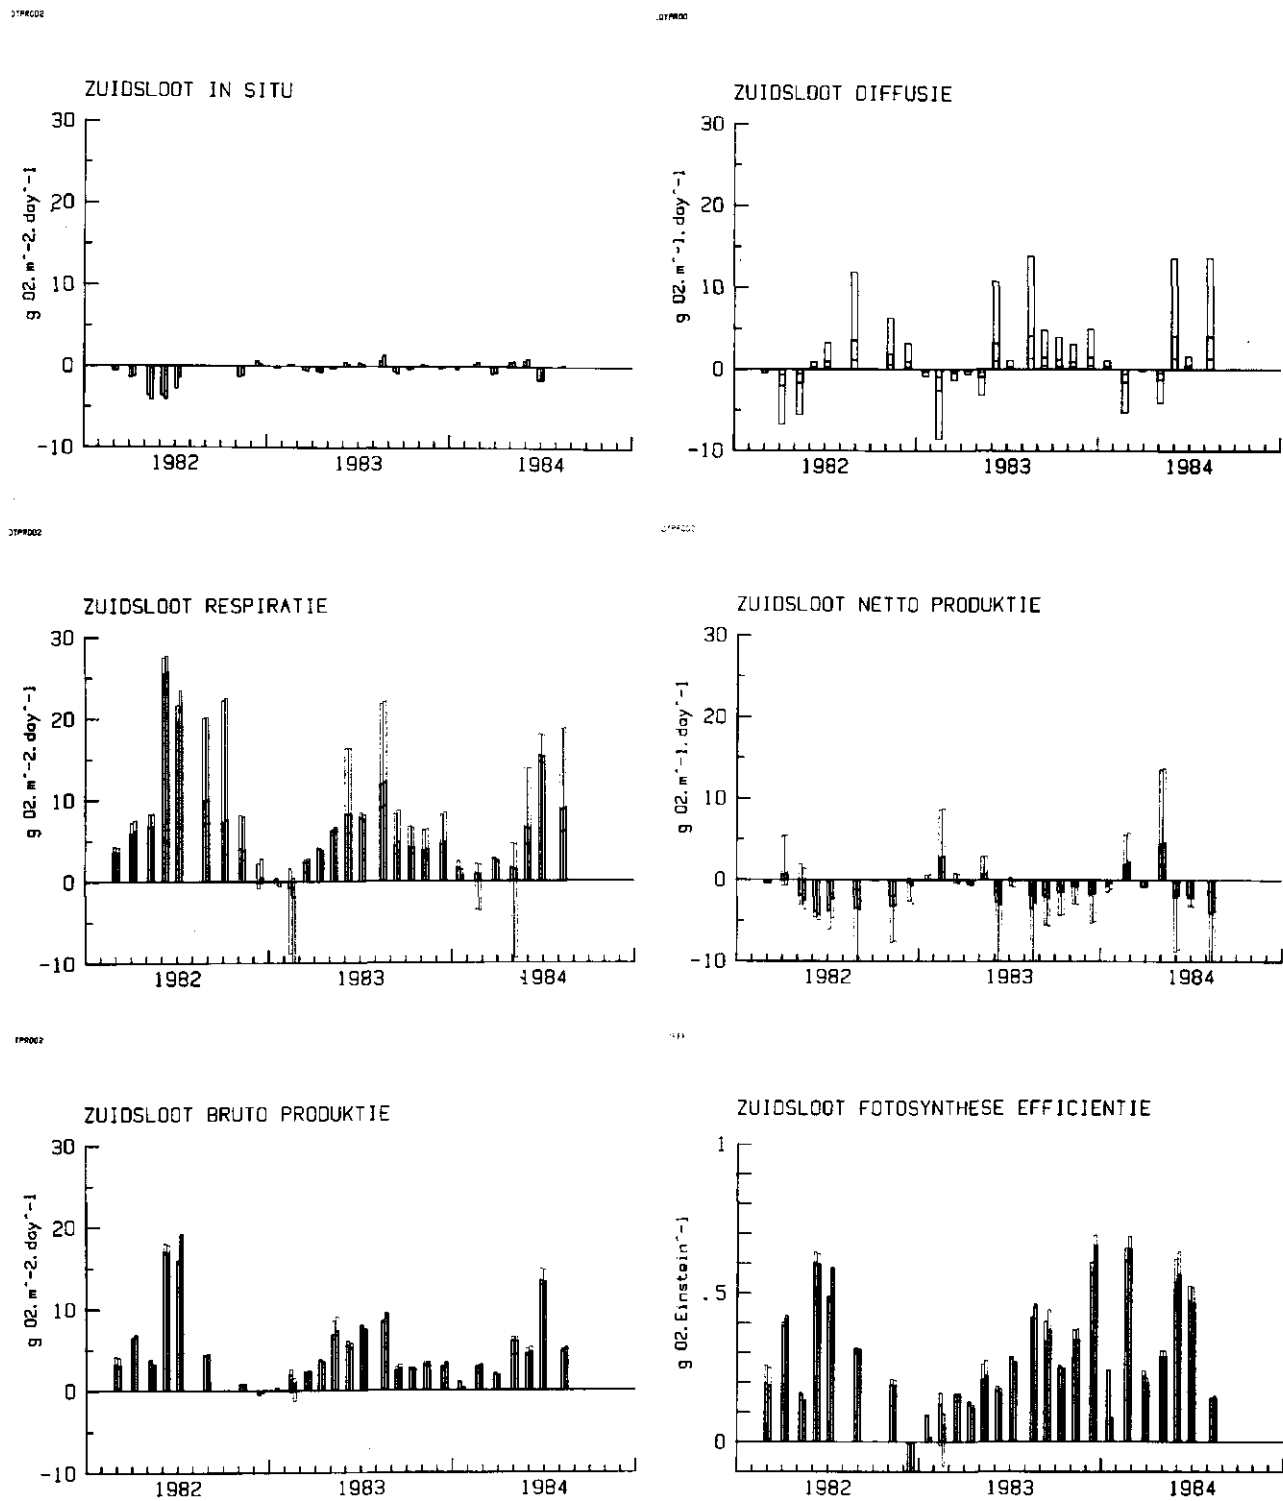 DTPROD2
DTPROD
ZUIDSLOOT IN SITU
30
20
10
0
-10
g O2.m^-2.day^-1
1982 1983 1984
ZUIDSLOOT DIFFUSIE
30
20
10
0
-10
g O2.m^-1.day^-1
1982 1983 1984
DTPROD2
ZUIDSLOOT RESPIRATIE
30
20
10
0
-10
g O2.m^-2.day^-1
1982 1983 1984
ZUIDSLOOT NETTO PRODUKTIE
30
20
10
0
-10
g O2.m^-1.day^-1
1982 1983 1984
TPROD2
ZUIDSLOOT BRUTO PRODUKTIE
30
20
10
0
-10
g O2.m^-2.day^-1
1982 1983 1984
ZUIDSLOOT FOTOSYNTHESE EFFICIENTIE
1
.5
0
g O2.Einstein^-1
1982 1983 1984